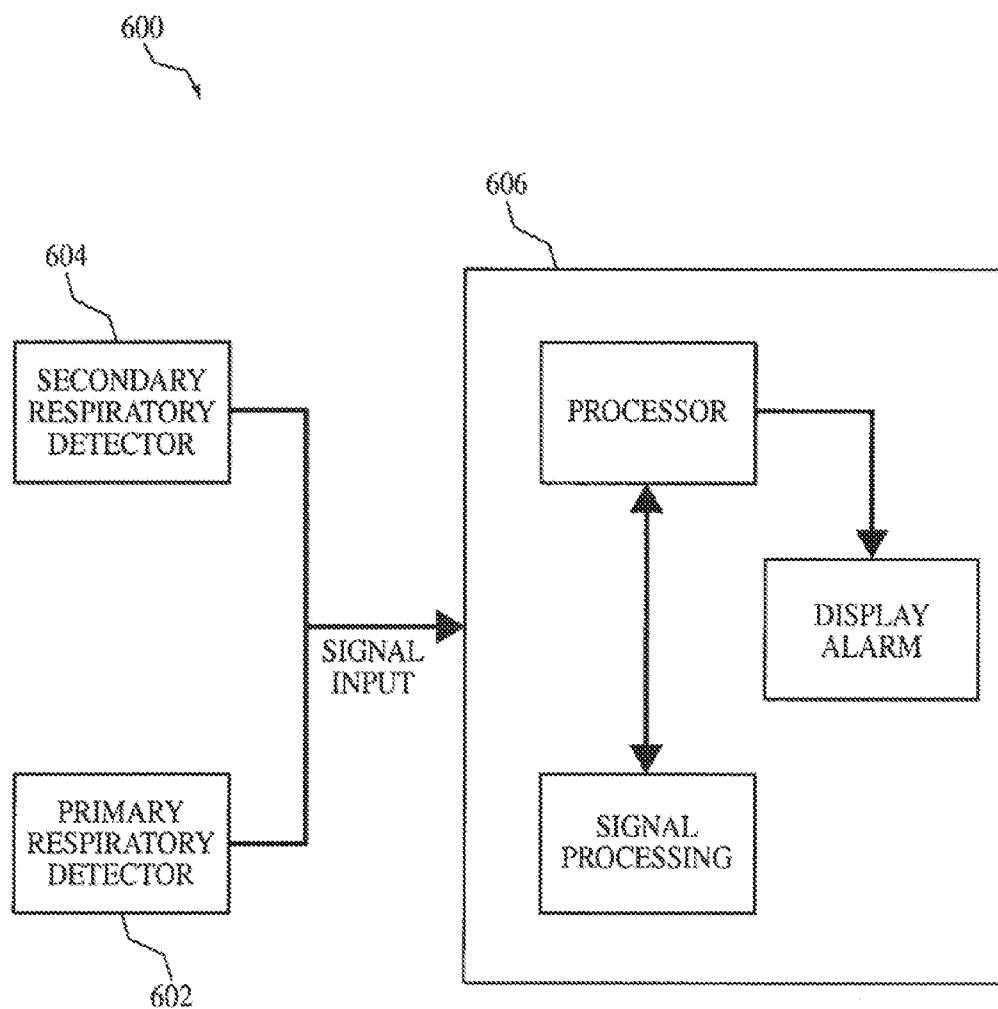 600
606
604
SECONDARY
RESPIRATORY
DETECTOR
PROCESSOR
DISPLAY
ALARM
SIGNAL
INPUT
PRIMARY
RESPIRATORY
DETECTOR
SIGNAL
PROCESSING
602